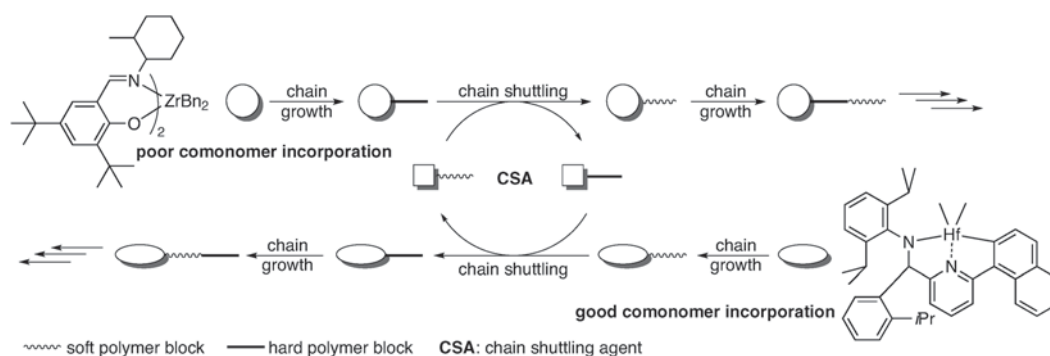 N
ZrBn2
O
2
chain growth
chain shuttling
chain growth
poor comonomer incorporation
CSA
Hf
N
N
chain growth
chain shuttling
chain growth
iPr
good comonomer incorporation
soft polymer block hard polymer block CSA: chain shuttling agent